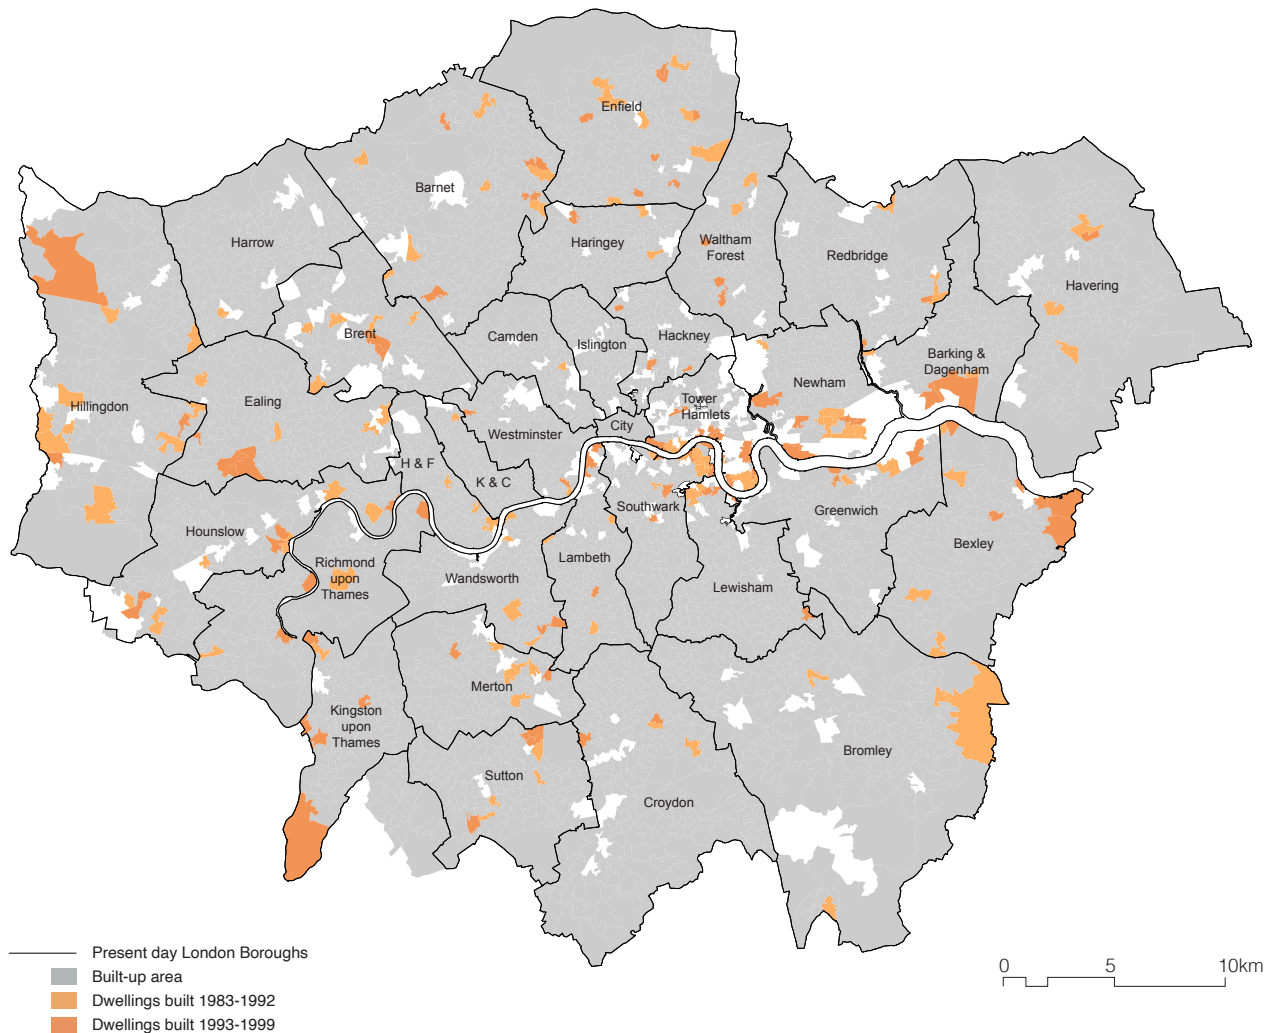 Enfield
Barnet
Harrow
Haringey
Waltham
Forest
Redbridge
Havering
Brent
Camden
Islington
Hackney
Barking &
Dagenham
Newham
Hillingdon
Ealing
Tower
Hamlets
Westminster
City
H & F
K & C
Southwark
Greenwich
Hounslow
Bexley
Richmond
upon
Thames
Wandsworth
Lambeth
Lewisham
Merton
Kingston
upon
Thames
Bromley
Sutton
Croydon
Present day London Boroughs
Built-up area
Dwellings built 1983-1992
Dwellings built 1993-1999
0 5 10km